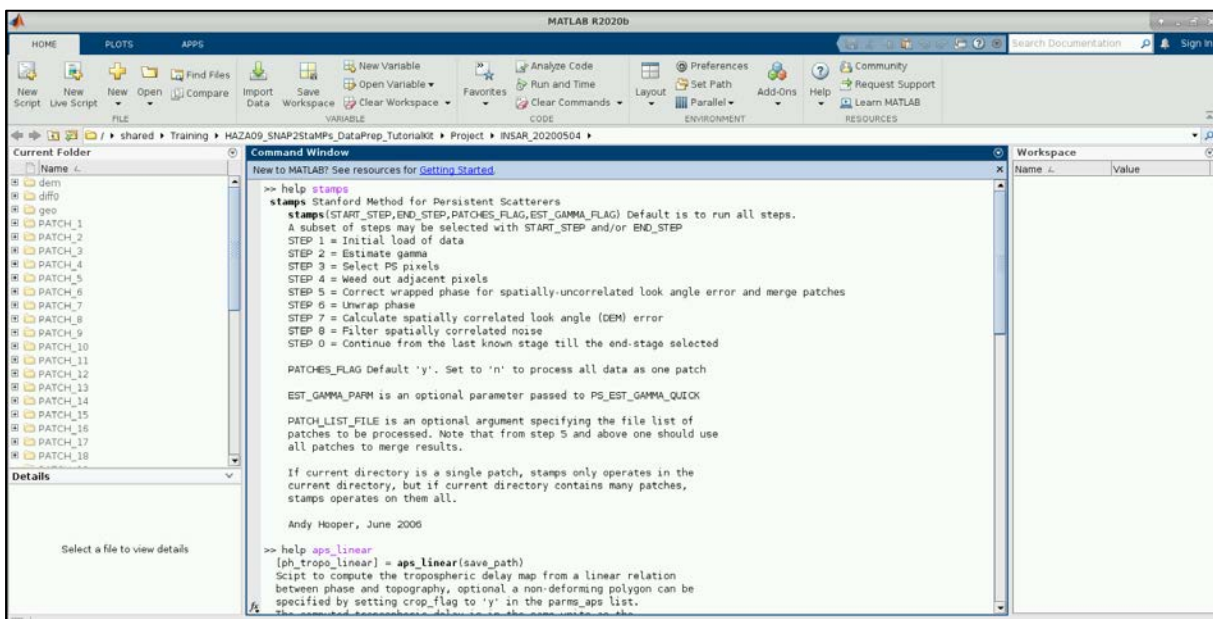 MATLAB R2020b
HOME PLOTS APPS
Search Documentation Sign In
New Script
New Live Script
New
Open
Find Files
Compare
Import Data
Save Workspace
New Variable
Open Variable
Clear Workspace
Favorites
Analyze Code
Run and Time
Clear Commands
Layout
Preferences
Set Path
Parallel
Add-Ons
Help
Community
Request Support
Learn MATLAB
FILE VARIABLE CODE ENVIRONMENT RESOURCES
/ shared Training HAZA09_SNAP2StaMPs_DataPrep_TutorialKit Project INSAR_20200504
Current Folder
Name
dem
diff0
geo
PATCH_1
PATCH_2
PATCH_3
PATCH_4
PATCH_5
PATCH_6
PATCH_7
PATCH_8
PATCH_9
PATCH_10
PATCH_11
PATCH_12
PATCH_13
PATCH_14
PATCH_15
PATCH_16
PATCH_17
PATCH_18
Details
Select a file to view details
Command Window
New to MATLAB? See resources for Getting Started.
>> help stamps
stamps Stanford Method for Persistent Scatterers
stamps(START_STEP,END_STEP,PATCHES_FLAG,EST_GAMMA_FLAG) Default is to run all steps.
A subset of steps may be selected with START_STEP and/or END_STEP
STEP 1 = Initial load of data
STEP 2 = Estimate gamma
STEP 3 = Select PS pixels
STEP 4 = Weed out adjacent pixels
STEP 5 = Correct wrapped phase for spatially-uncorrelated look angle error and merge patches
STEP 6 = Unwrap phase
STEP 7 = Calculate spatially correlated look angle (DEM) error
STEP 8 = Filter spatially correlated noise
STEP 0 = Continue from the last known stage till the end-stage selected
PATCHES_FLAG Default 'y'. Set to 'n' to process all data as one patch
EST_GAMMA_PARM is an optional parameter passed to PS_EST_GAMMA_QUICK
PATCH_LIST_FILE is an optional argument specifying the file list of
patches to be processed. Note that from step 5 and above one should use
all patches to merge results.
If current directory is a single patch, stamps only operates in the
current directory, but if current directory contains many patches,
stamps operates on them all.
Andy Hooper, June 2006
>> help aps_linear
[ph_tropo_linear] = aps_linear(save_path)
Scipt to compute the tropospheric delay map from a linear relation
between phase and topography, optional a non-deforming polygon can be
specified by setting crop_flag to 'y' in the parms_aps list.
fx
Workspace
Name Value